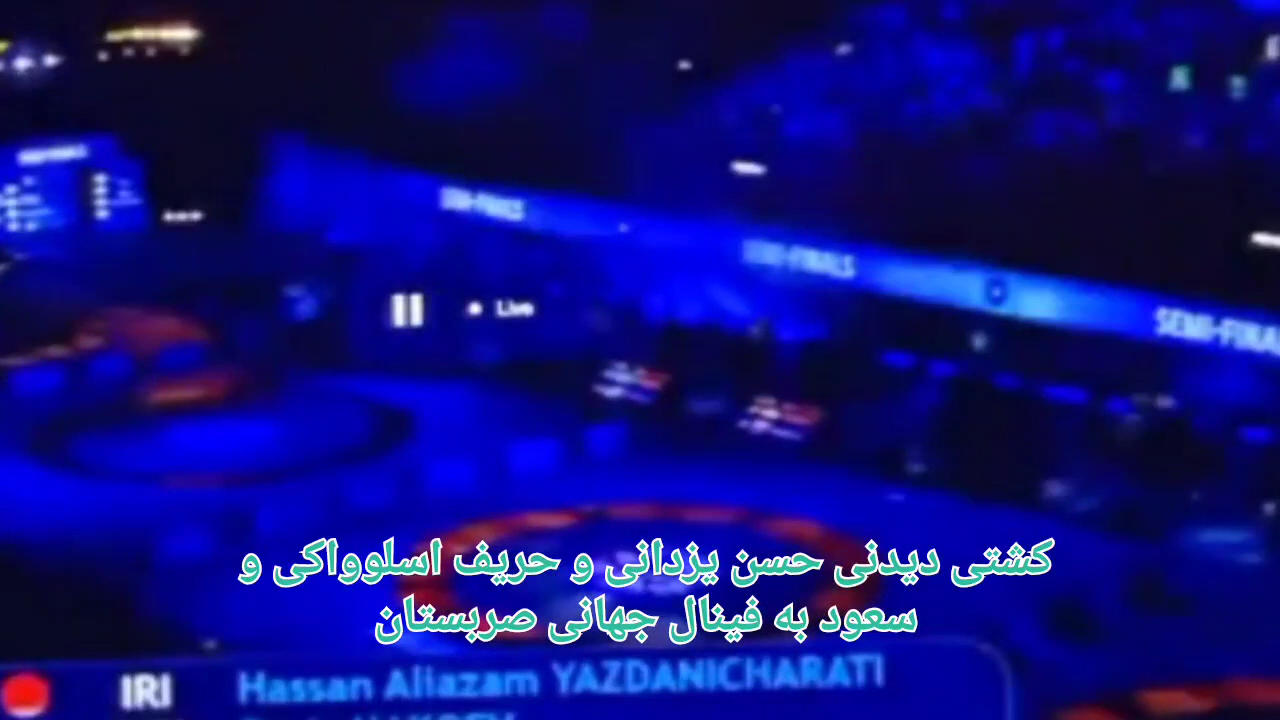 SEMI-FINALS
SEMI-FINALS
SEMI-FINA
Live
کشتی دیدنی حسن یزدانی و حریف اسلوواکی و
سعود به فینال جهانی صربستان
IRI Hassan Aliazam YAZDANICHARATI